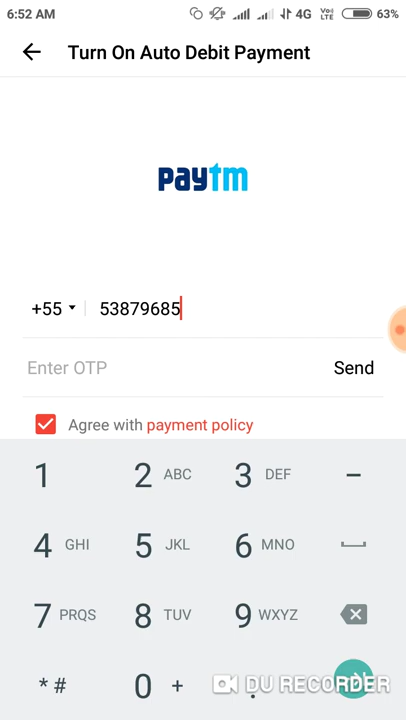 6:52 AM 4G Vo) LTE 63%
Turn On Auto Debit Payment
paytm
+55 53879685
Enter OTP Send
Agree with payment policy
1 2 ABC 3 DEF –
4 GHI 5 JKL 6 MNO
7 PRQS 8 TUV 9 WXYZ
* # 0 + .
DU RECORDER